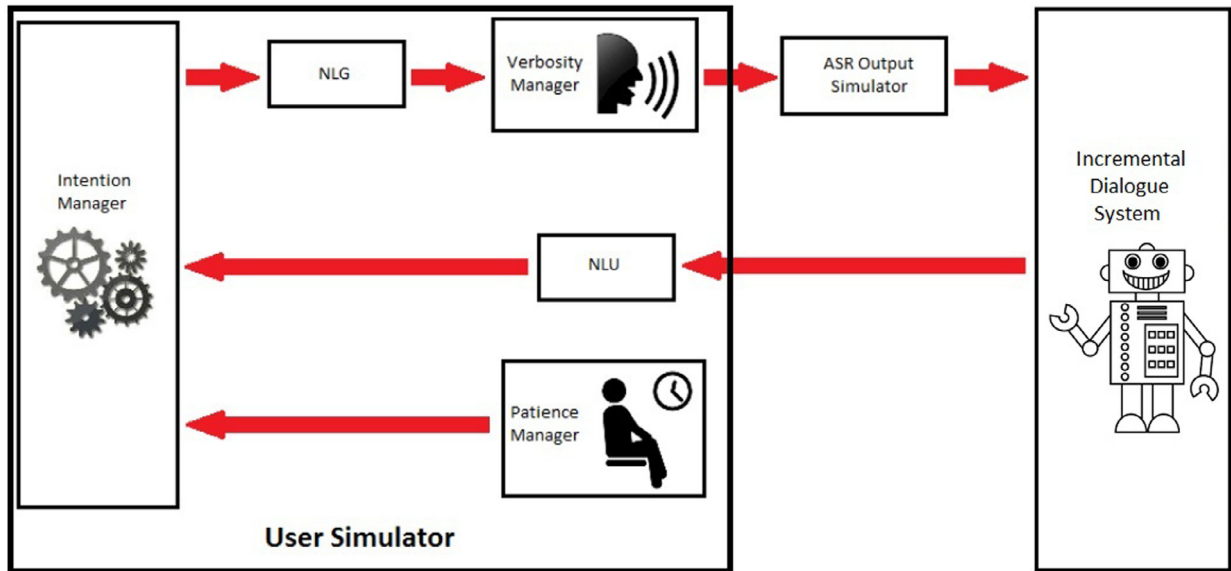 NLG
Verbosity
Manager
ASR Output
Simulator
Intention
Manager
Incremental
Dialogue
System
NLU
Patience
Manager
User Simulator